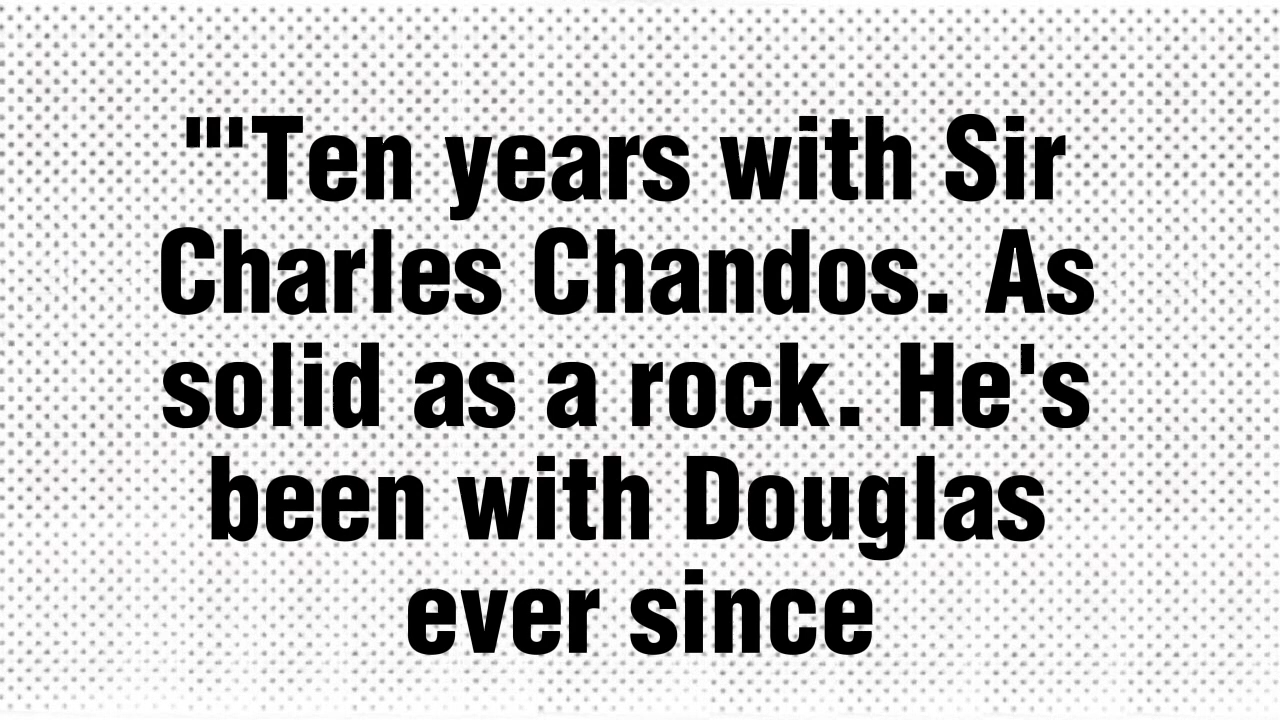 "'Ten years with Sir
Charles Chandos. As
solid as a rock. He's
been with Douglas
ever since